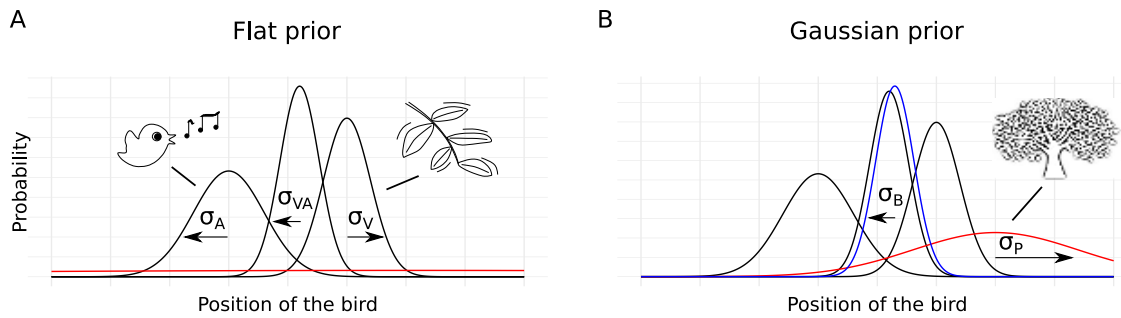 A
Flat prior
Probability
σA
σVA
σV
Position of the bird
B
Gaussian prior
σB
σP
Position of the bird